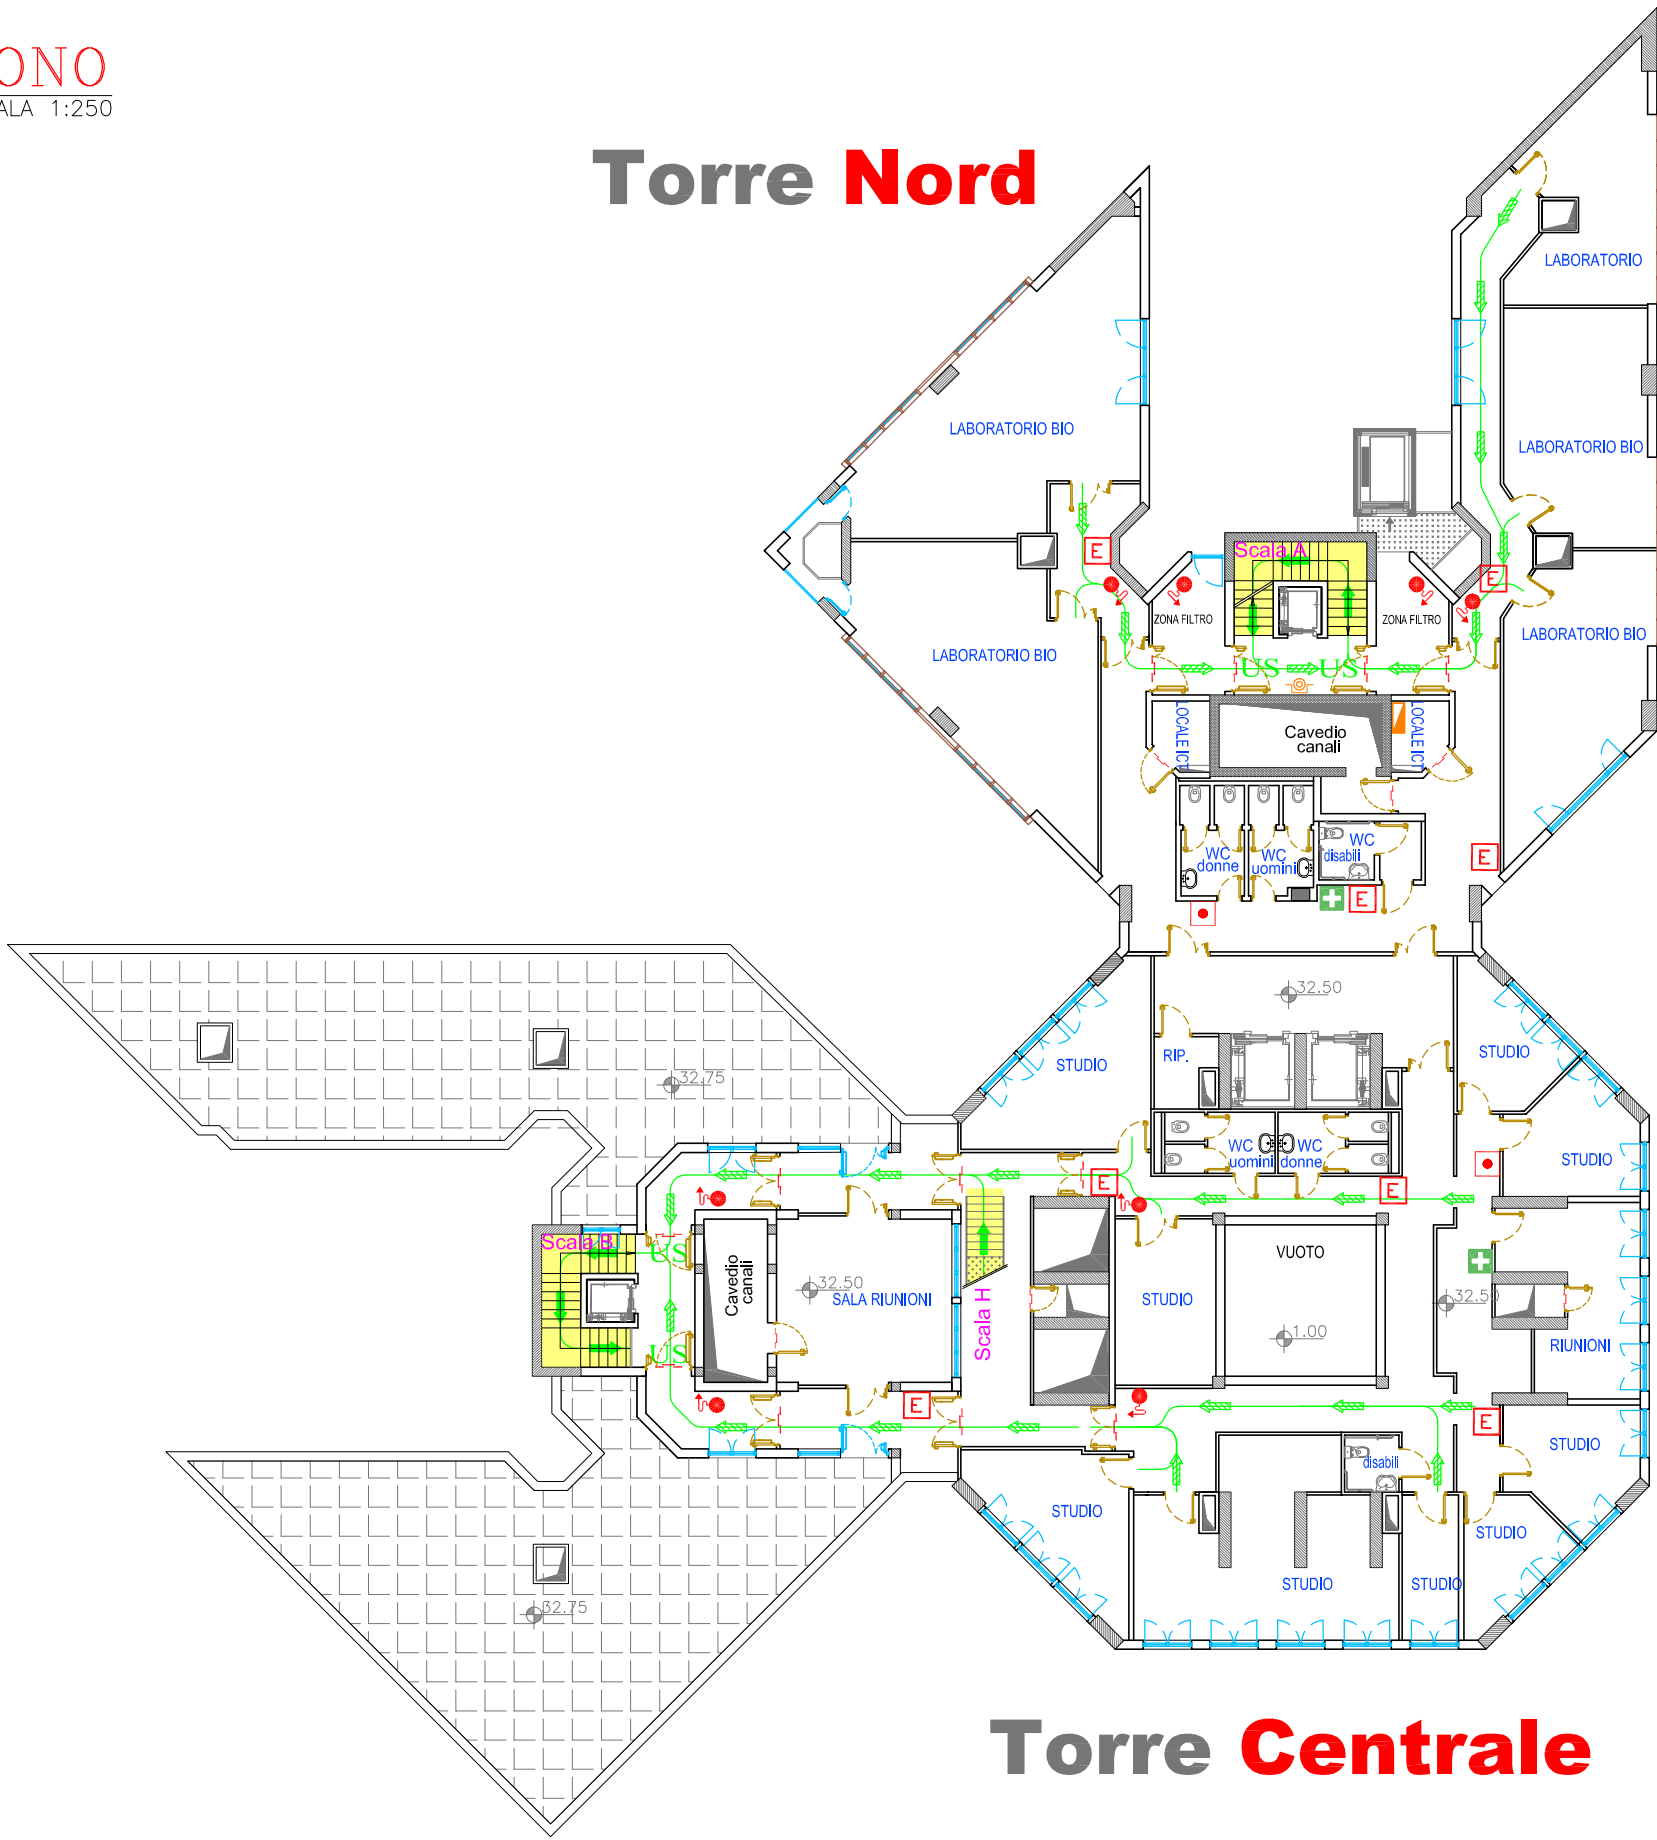 ONO
ALA 1:250
Torre Nord
LABORATORIO
LABORATORIO BIO
LABORATORIO BIO
E
Scala A
E
ZONA FILTRO
ZONA FILTRO
LABORATORIO BIO
LABORATORIO BIO
US
US
LOCALE ICT
Cavedio
canali
LOCALE ICT
WC
donne
WC
uomini
WC
disabili
E
E
32.50
STUDIO
RIP.
STUDIO
32.75
WC
uomini
WC
donne
STUDIO
E
E
Scala B
US
Cavedio
canali
32.50
SALA RIUNIONI
Scala H
VUOTO
STUDIO
32.50
1.00
RIUNIONI
US
E
E
STUDIO
disabili
STUDIO
STUDIO
STUDIO
STUDIO
32.75
Torre Centrale